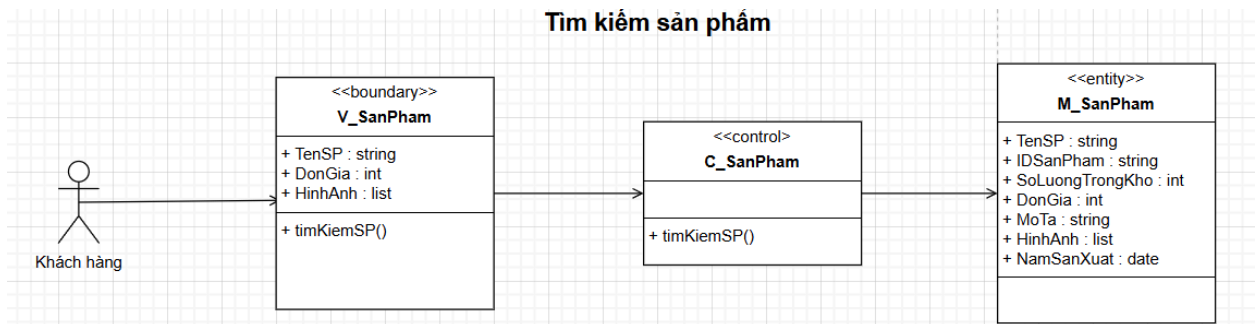 Tìm kiếm sản phẩm
Khách hàng
<<boundary>>
V_SanPham
+ TenSP : string
+ DonGia : int
+ HinhAnh : list
+ timKiemSP()
<<control>
C_SanPham
+ timKiemSP()
<<entity>>
M_SanPham
+ TenSP : string
+ IDSanPham : string
+ SoLuongTrongKho : int
+ DonGia : int
+ MoTa : string
+ HinhAnh : list
+ NamSanXuat : date